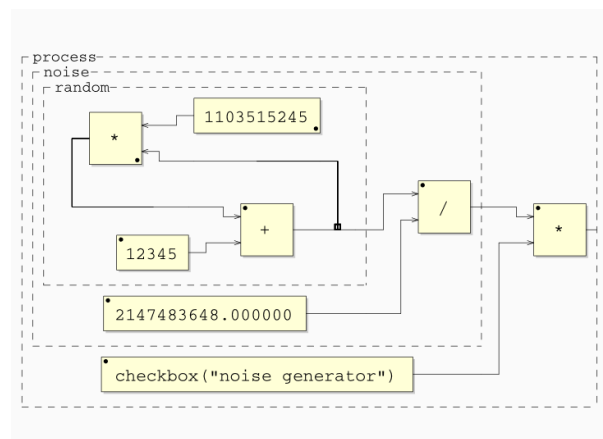 process
noise
random
1103515245
*
/
+
*
12345
2147483648.000000
checkbox("noise generator")